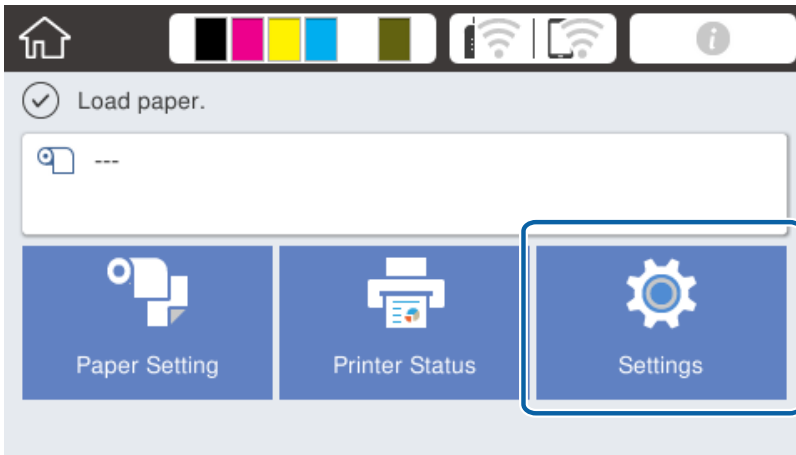 i
Load paper.
---
Paper Setting
Printer Status
Settings